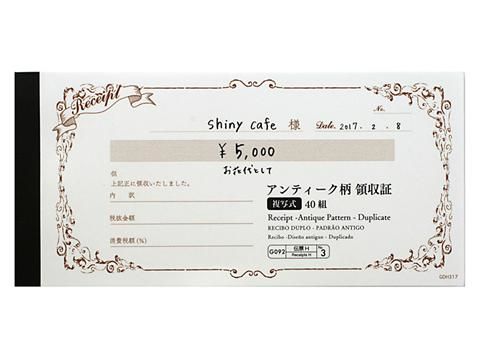 Receipt
No.
Shiny cafe 様 Date. 2017. 2. 8
¥5,000
お花代として
但
上記正に領収いたしました。
内 訳
税抜金額
消費税額(%)
アンティーク柄 領収証
複写式 40組
Receipt -Antique Pattern - Duplicate
RECIBO DUPLO - PADRÃO ANTIGO
Recibo -Diseño antiguo - Duplicado
G092 伝票 H Receipts H No 3
GDH317